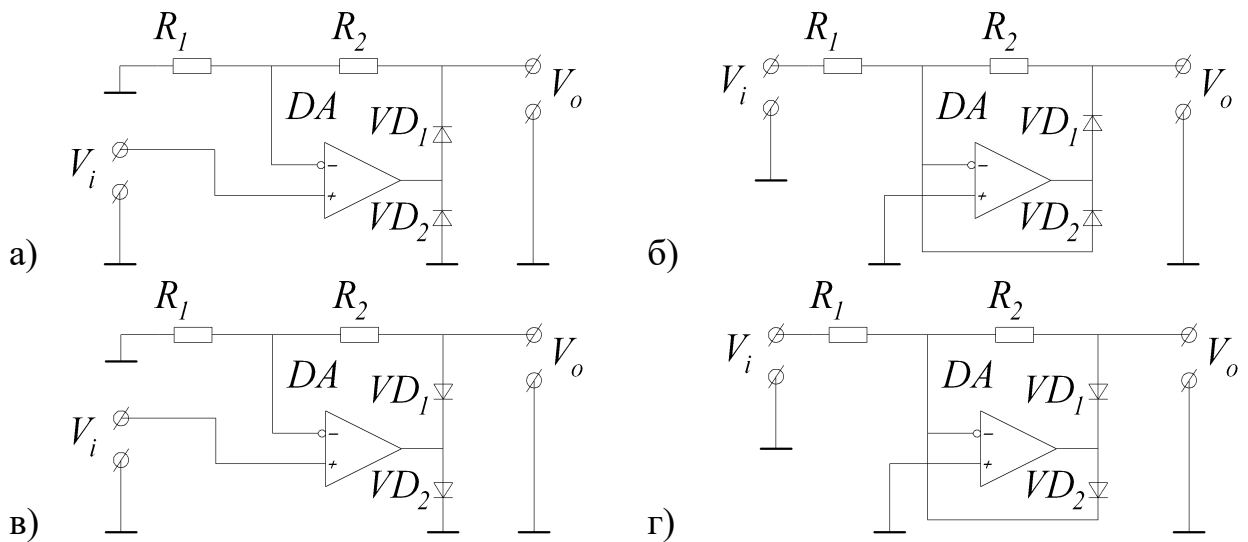 R₁ R₂
DA
Vᵢ
− +
VD₁
VD₂
Vₒ
а)
R₁ R₂
Vᵢ
DA
− +
VD₁
VD₂
Vₒ
б)
R₁ R₂
DA
Vᵢ
− +
VD₁
VD₂
Vₒ
в)
R₁ R₂
Vᵢ
DA
− +
VD₁
VD₂
Vₒ
г)